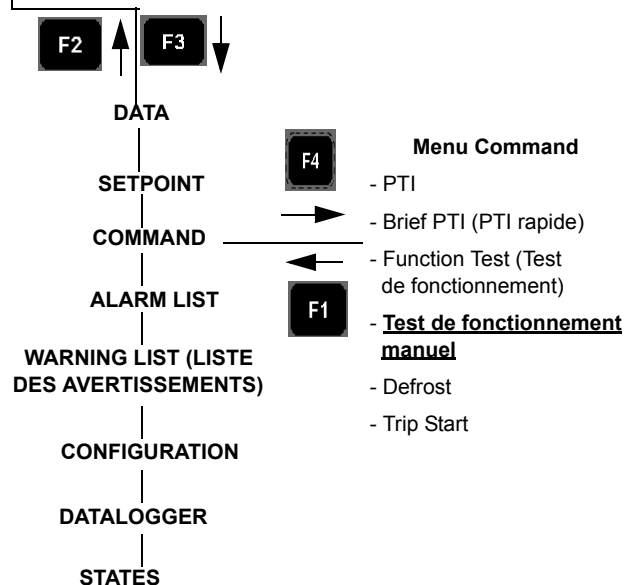 F2
F3
DATA
SETPOINT
COMMAND
ALARM LIST
WARNING LIST (LISTE
DES AVERTISSEMENTS)
CONFIGURATION
DATALOGGER
STATES
F4
F1
Menu Command
- PTI
- Brief PTI (PTI rapide)
- Function Test (Test
de fonctionnement)
- Test de fonctionnement
manuel
- Defrost
- Trip Start